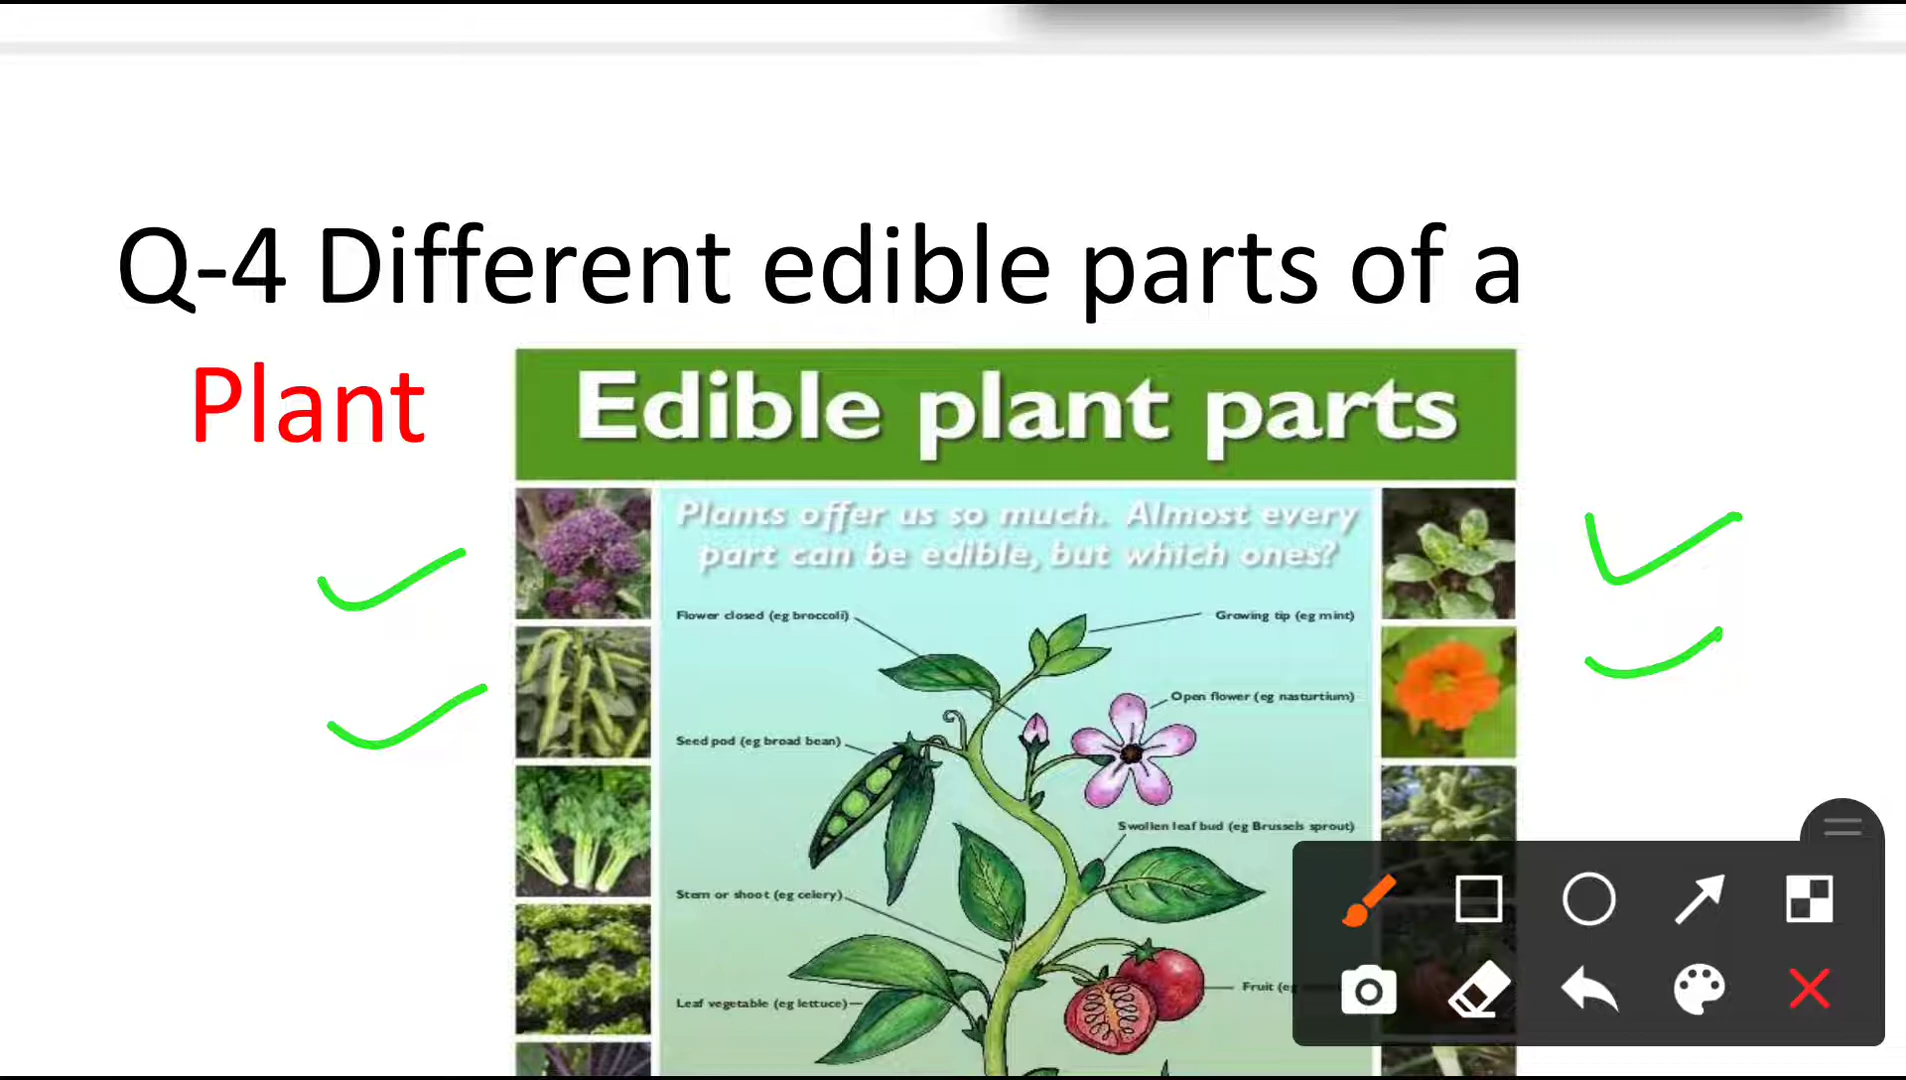 Q-4 Different edible parts of a
Plant
Edible plant parts
Plants offer us so much. Almost every
part can be edible, but which ones?
Flower closed (eg broccoli)
Growing tip (eg mint)
Open flower (eg nasturtium)
Seed pod (eg broad bean)
Swollen leaf bud (eg Brussels sprout)
Stem or shoot (eg celery)
Fruit (eg
Leaf vegetable (eg lettuce)